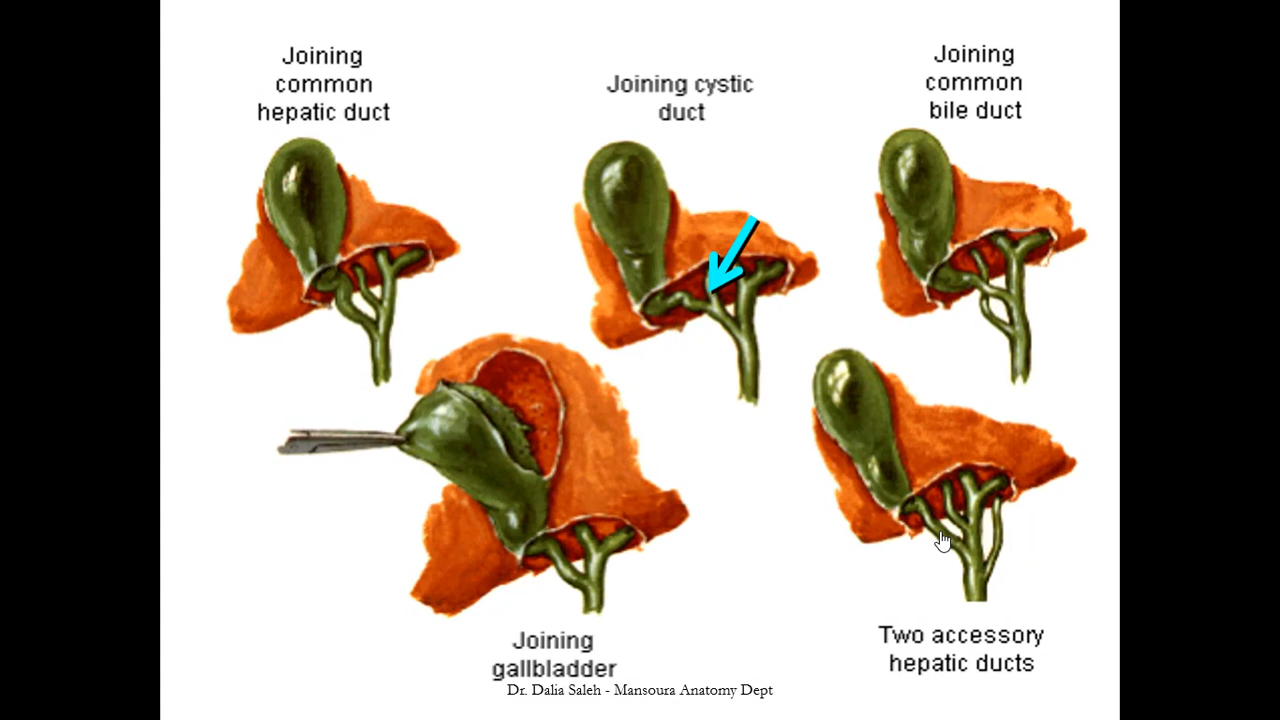 Joining
common
hepatic duct
Joining cystic
duct
Joining
common
bile duct
Joining
gallbladder
Two accessory
hepatic ducts
Dr. Dalia Saleh - Mansoura Anatomy Dept